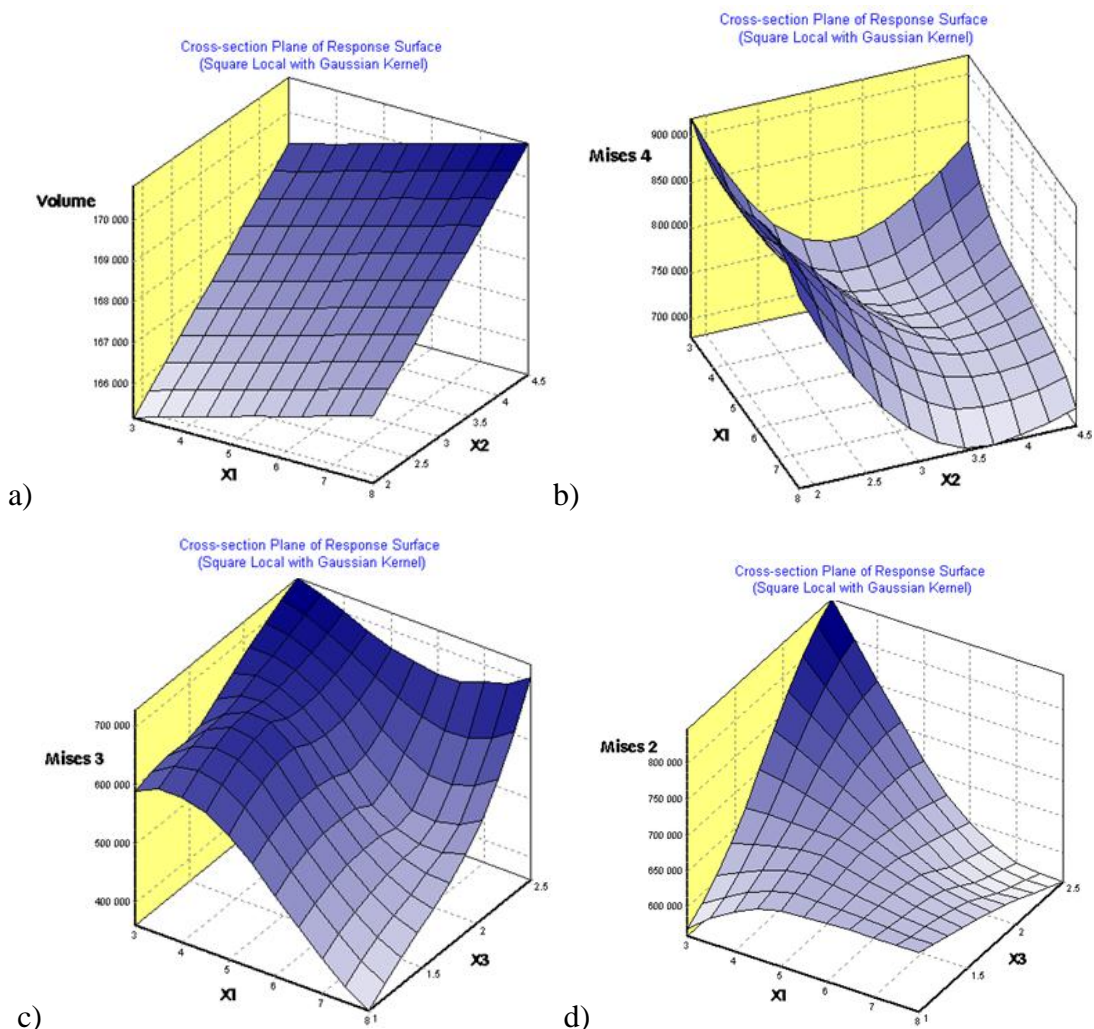 Cross-section Plane of Response Surface
(Square Local with Gaussian Kernel)
Volume
170 000
169 000
168 000
167 000
166 000
3
4
5
6
7
8
X1
2
2.5
3
3.5
4
4.5
X2
a)
Cross-section Plane of Response Surface
(Square Local with Gaussian Kernel)
Mises 4
900 000
850 000
800 000
750 000
700 000
3
4
5
6
7
8
X1
2
2.5
3
3.5
4
4.5
X2
b)
Cross-section Plane of Response Surface
(Square Local with Gaussian Kernel)
Mises 3
700 000
600 000
500 000
400 000
3
4
5
6
7
8
X1
1
1.5
2
2.5
X3
c)
Cross-section Plane of Response Surface
(Square Local with Gaussian Kernel)
Mises 2
800 000
750 000
700 000
650 000
600 000
3
4
5
6
7
8
X1
1
1.5
2
2.5
X3
d)